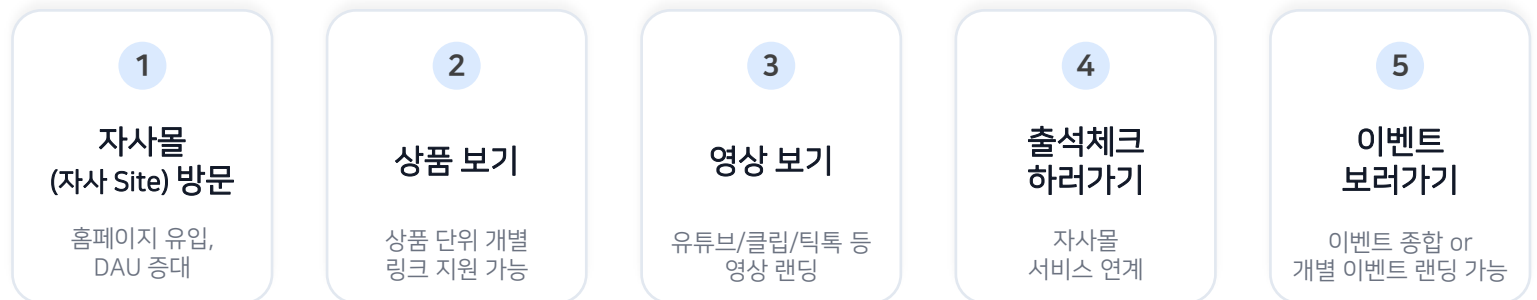 1
자사몰
(자사 Site) 방문
홈페이지 유입,
DAU 증대
2
상품 보기
상품 단위 개별
링크 지원 가능
3
영상 보기
유튜브/클립/틱톡 등
영상 랜딩
4
출석체크
하러가기
자사몰
서비스 연계
5
이벤트
보러가기
이벤트 종합 or
개별 이벤트 랜딩 가능